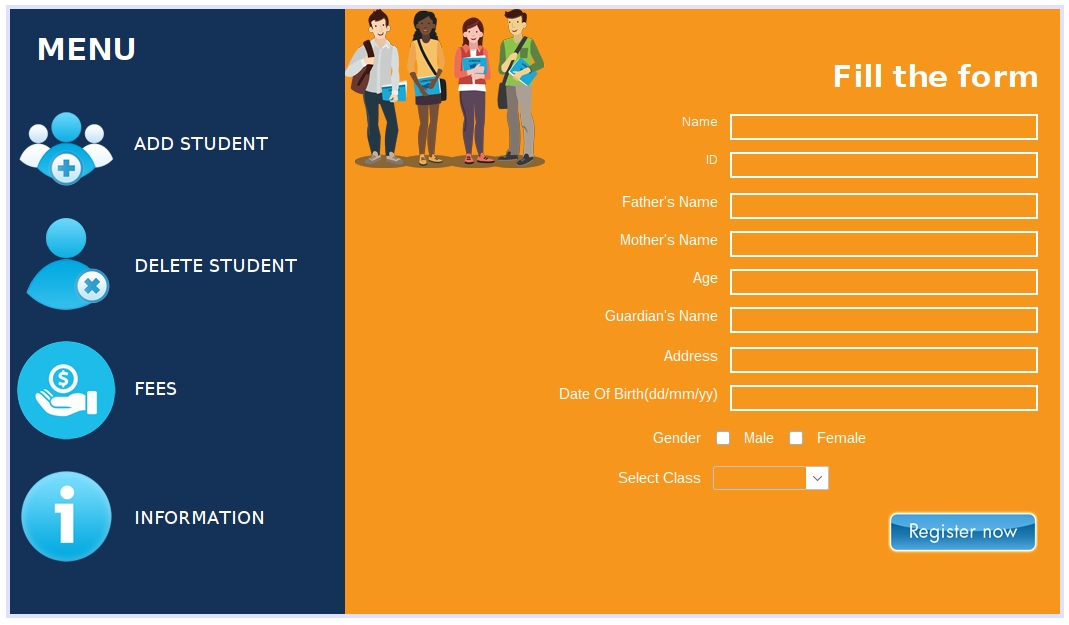 MENU
ADD STUDENT
DELETE STUDENT
FEES
$
INFORMATION
Fill the form
Name
ID
Father's Name
Mother's Name
Age
Guardian's Name
Address
Date Of Birth(dd/mm/yy)
Gender Male Female
Select Class
Register now